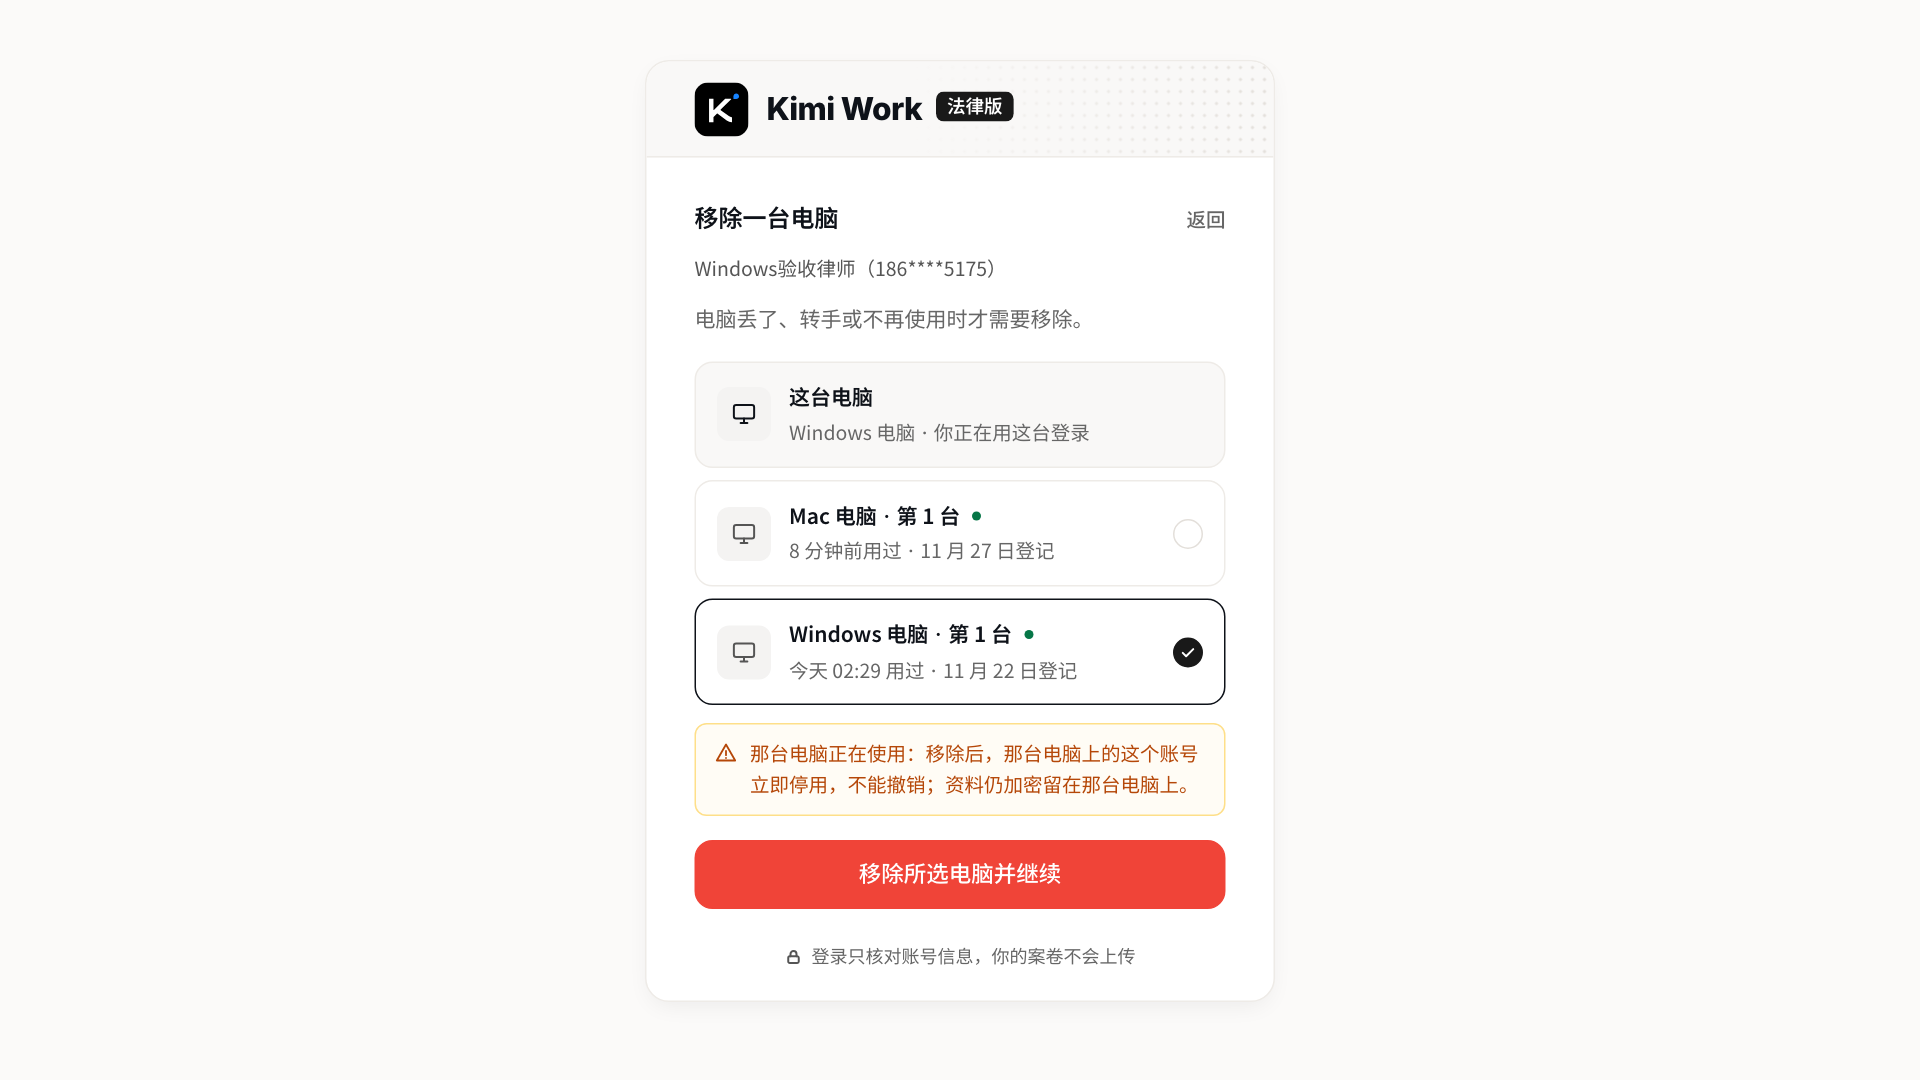 Kimi Work 法律版
移除一台电脑
返回
Windows验收律师（186****5175）
电脑丢了、转手或不再使用时才需要移除。
这台电脑
Windows 电脑 · 你正在用这台登录
Mac 电脑 · 第 1 台
8 分钟前用过 · 11 月 27 日登记
Windows 电脑 · 第 1 台
今天 02:29 用过 · 11 月 22 日登记
那台电脑正在使用：移除后，那台电脑上的这个账号
立即停用，不能撤销；资料仍加密留在那台电脑上。
移除所选电脑并继续
登录只核对账号信息，你的案卷不会上传